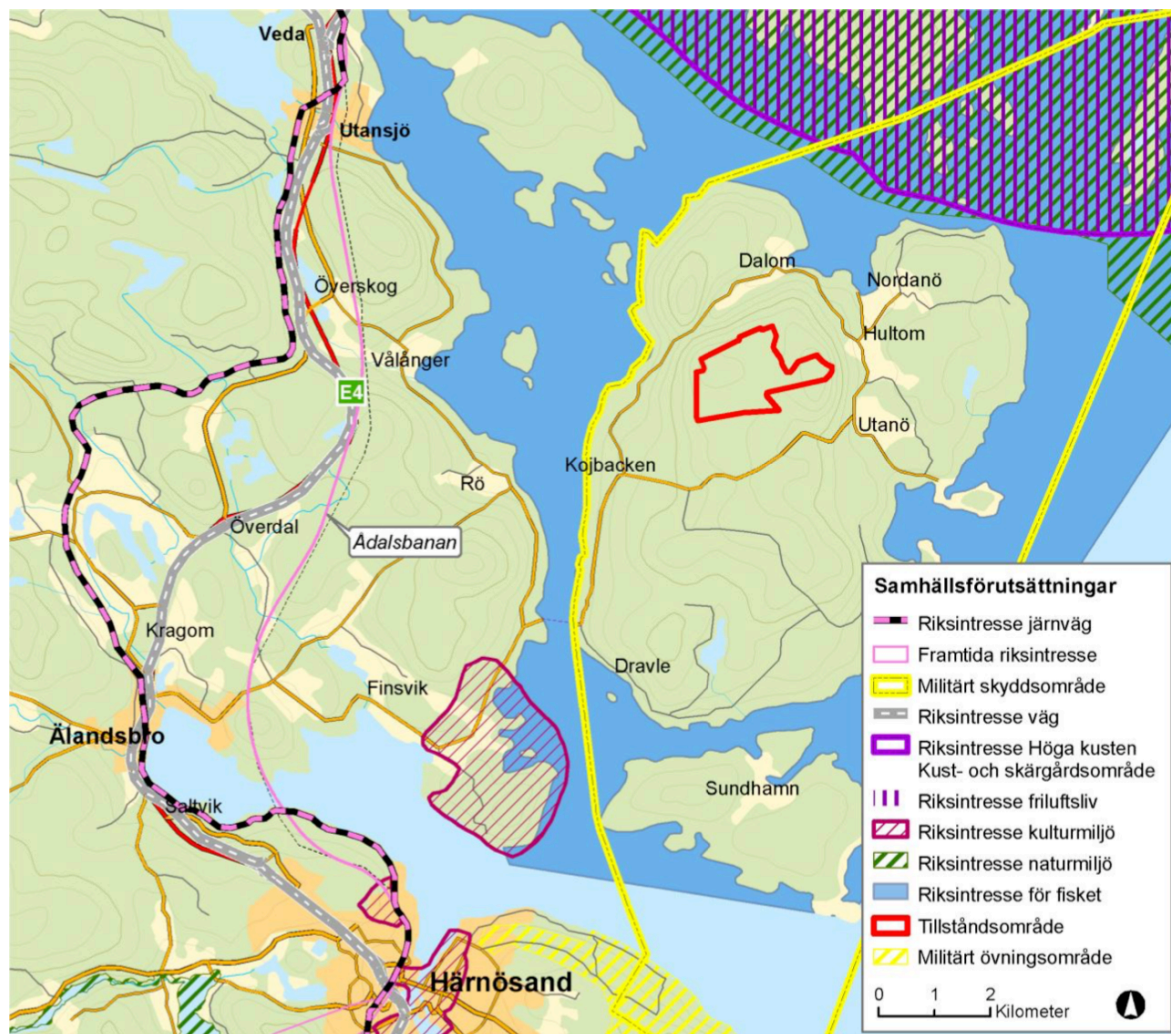 Veda
Utansjö
Överskog
Vålånger
E4
Rö
Överdal
Ådalsbanan
Kragom
Finsvik
Älandsbro
Saltvik
Härnösand
Dalom
Nordanö
Hultom
Utanö
Kojbacken
Dravle
Sundhamn
Samhällsförutsättningar
Riksintresse järnväg
Framtida riksintresse
Militärt skyddsområde
Riksintresse väg
Riksintresse Höga kusten
Kust- och skärgårdsområde
Riksintresse friluftsliv
Riksintresse kulturmiljö
Riksintresse naturmiljö
Riksintresse för fisket
Tillståndsområde
Militärt övningsområde
0 1 2
Kilometer